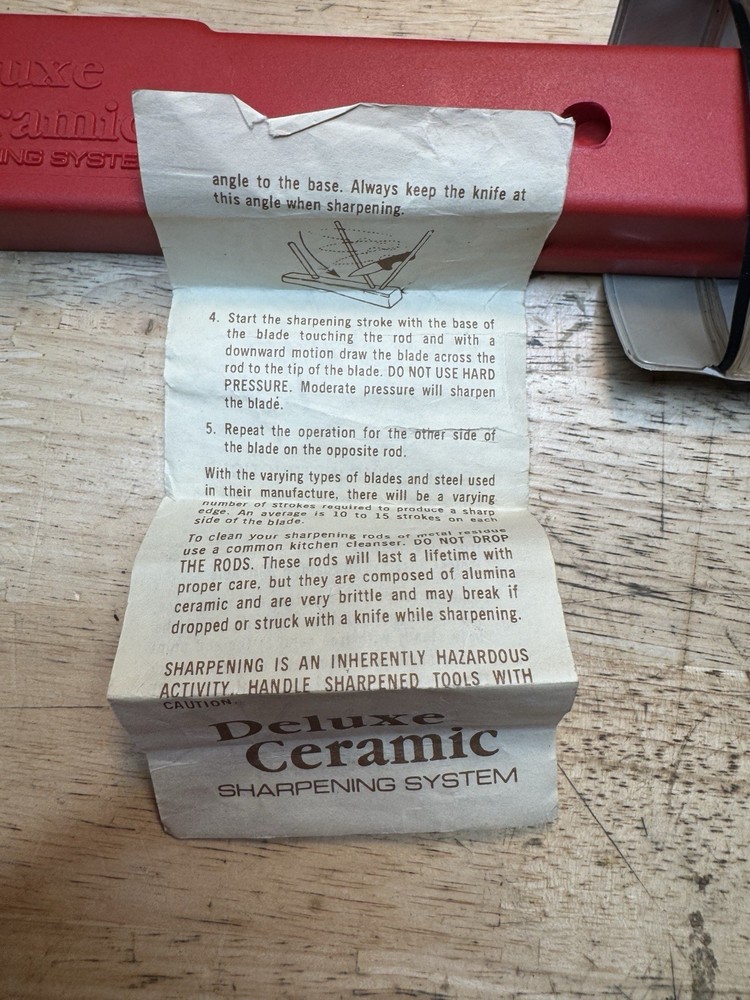 uxe
ramic
ING SYSTE
angle to the base. Always keep the knife at
this angle when sharpening.
4. Start the sharpening stroke with the base of
the blade touching the rod and with a
downward motion draw the blade across the
rod to the tip of the blade. DO NOT USE HARD
PRESSURE. Moderate pressure will sharpen
the blade.
5. Repeat the operation for the other side of
the blade on the opposite rod.
With the varying types of blades and steel used
in their manufacture, there will be a varying
number of strokes required to produce a sharp
edge. An average is 10 to 15 strokes on each
side of the blade.
To clean your sharpening rods of metal residue
use a common kitchen cleanser. DO NOT DROP
THE RODS. These rods will last a lifetime with
proper care, but they are composed of alumina
ceramic and are very brittle and may break if
dropped or struck with a knife while sharpening.
SHARPENING IS AN INHERENTLY HAZARDOUS
ACTIVITY. HANDLE SHARPENED TOOLS WITH
CAUTION.
Deluxe
Ceramic
SHARPENING SYSTEM